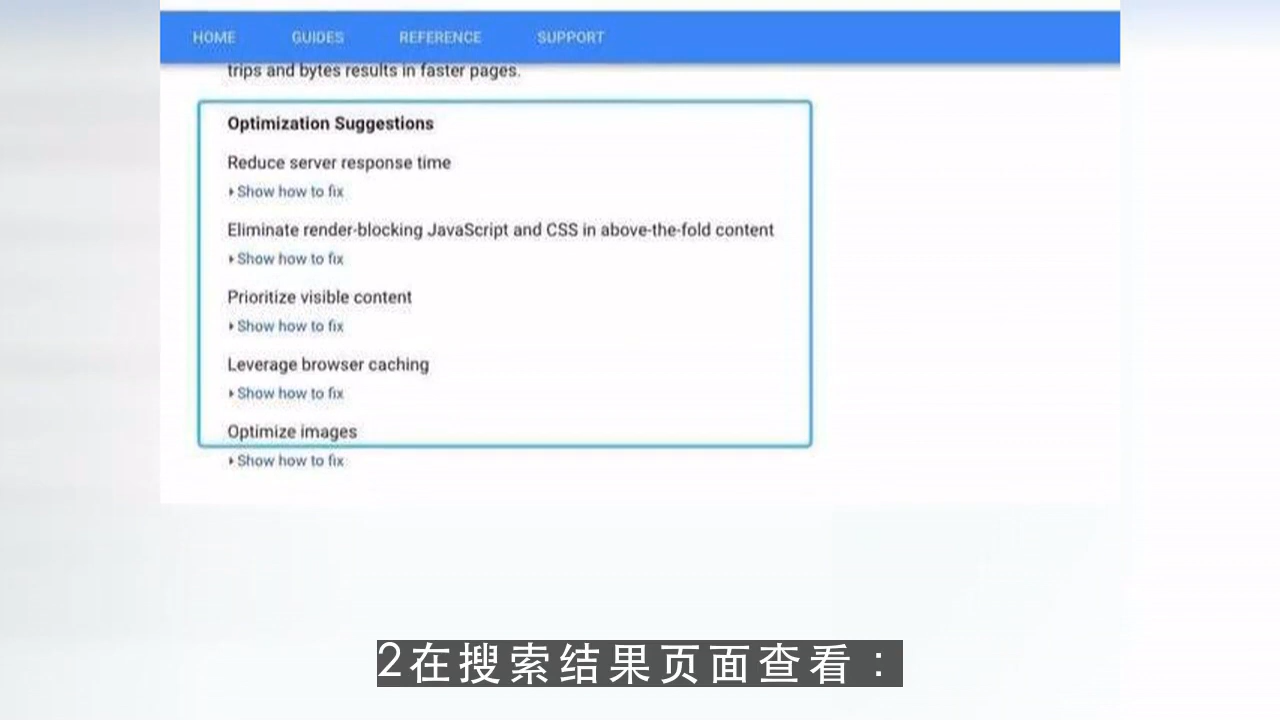 HOME GUIDES REFERENCE SUPPORT
trips and bytes results in faster pages.
Optimization Suggestions
Reduce server response time
Show how to fix
Eliminate render-blocking JavaScript and CSS in above-the-fold content
Show how to fix
Prioritize visible content
Show how to fix
Leverage browser caching
Show how to fix
Optimize images
Show how to fix
2在搜索结果页面查看：